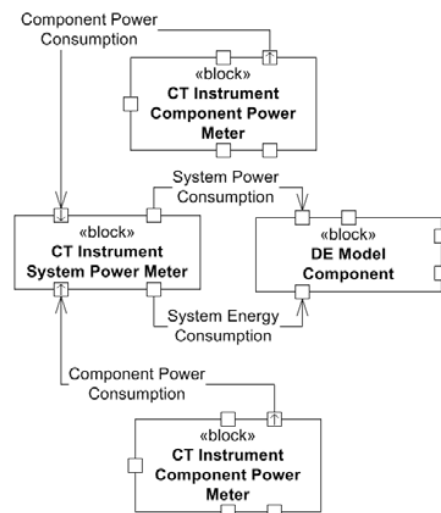 Component Power
Consumption
«block»
CT Instrument
Component Power
Meter
System Power
Consumption
«block»
CT Instrument
System Power Meter
«block»
DE Model
Component
System Energy
Consumption
Component Power
Consumption
«block»
CT Instrument
Component Power
Meter